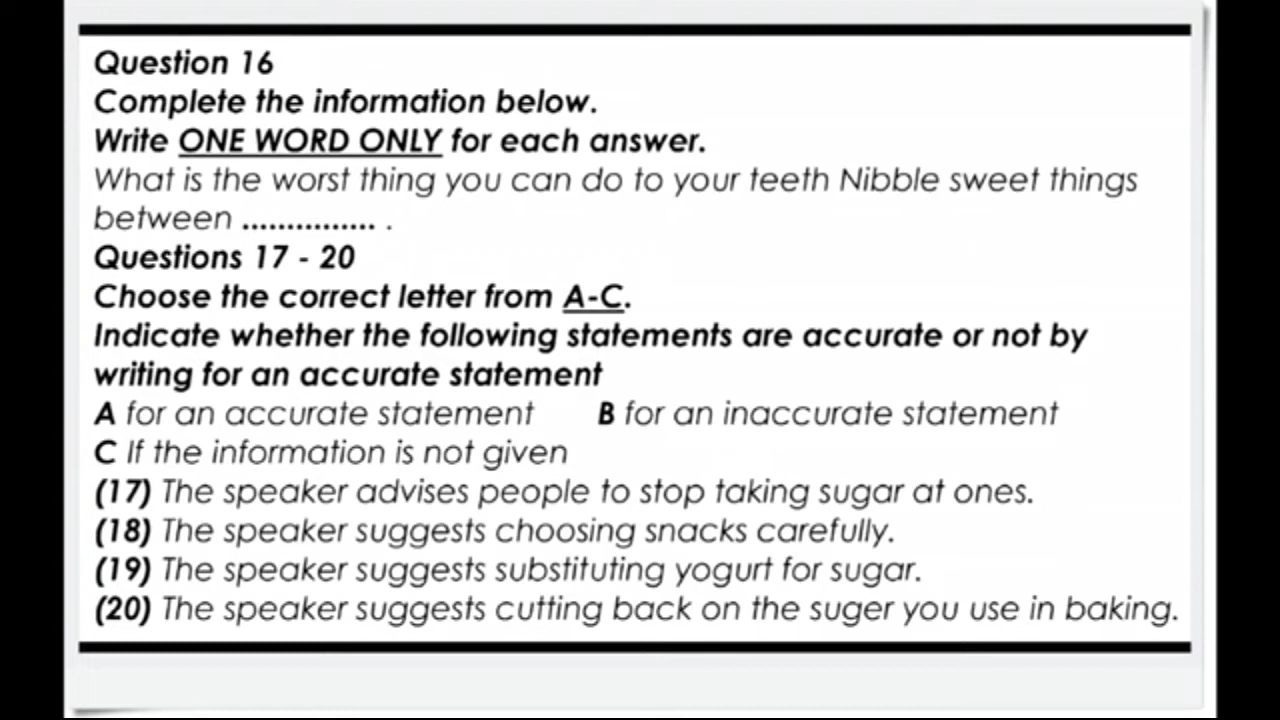 Question 16
Complete the information below.
Write ONE WORD ONLY for each answer.
What is the worst thing you can do to your teeth Nibble sweet things
between ............... .
Questions 17 - 20
Choose the correct letter from A-C.
Indicate whether the following statements are accurate or not by
writing for an accurate statement
A for an accurate statement B for an inaccurate statement
C If the information is not given
(17) The speaker advises people to stop taking sugar at ones.
(18) The speaker suggests choosing snacks carefully.
(19) The speaker suggests substituting yogurt for sugar.
(20) The speaker suggests cutting back on the suger you use in baking.